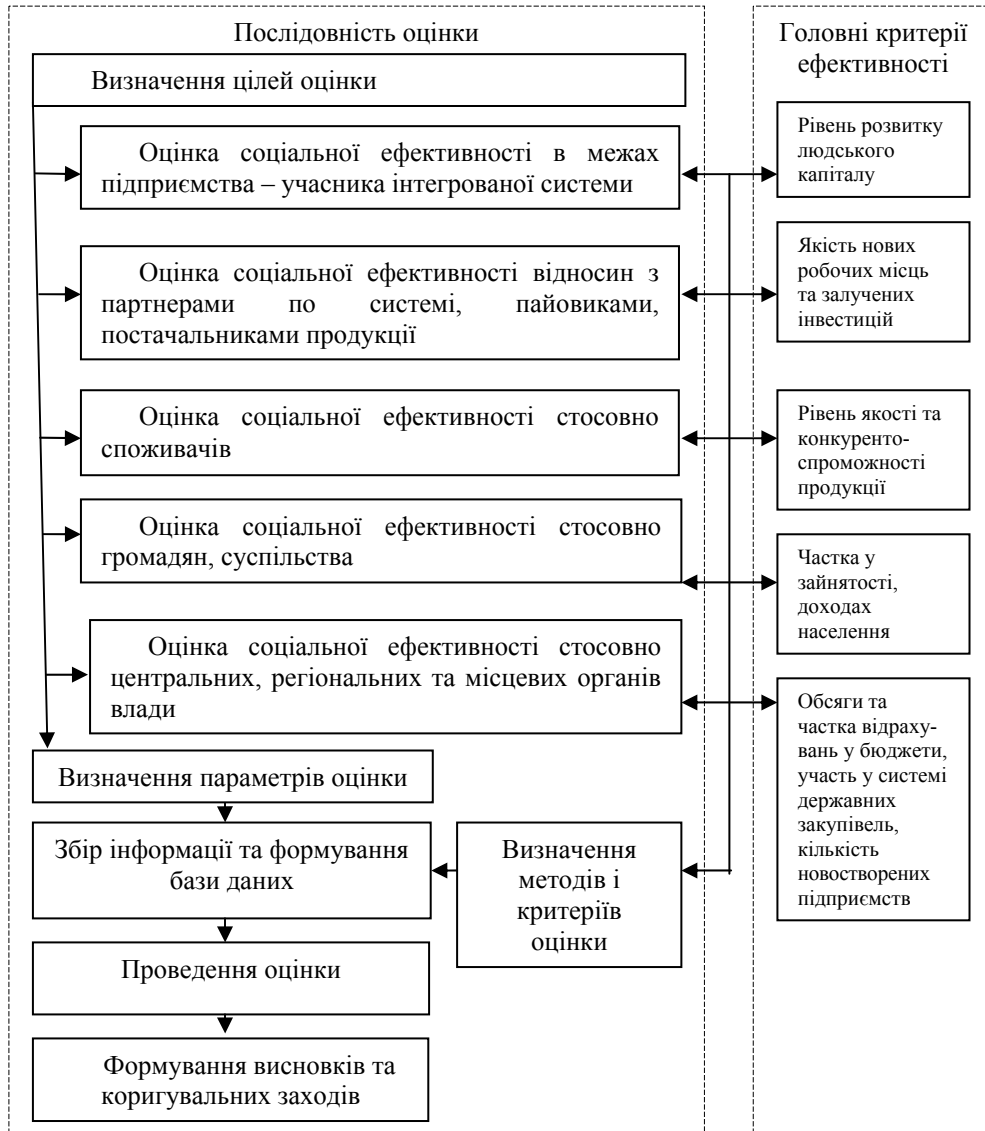 Послідовність оцінки
Визначення цілей оцінки
Оцінка соціальної ефективності в межах
підприємства – учасника інтегрованої системи
Оцінка соціальної ефективності відносин з
партнерами по системі, пайовиками,
постачальниками продукції
Оцінка соціальної ефективності стосовно
споживачів
Оцінка соціальної ефективності стосовно
громадян, суспільства
Оцінка соціальної ефективності стосовно
центральних, регіональних та місцевих органів
влади
Визначення параметрів оцінки
Збір інформації та формування
бази даних
Визначення
методів і
критеріїв
оцінки
Проведення оцінки
Формування висновків та
коригувальних заходів
Головні критерії
ефективності
Рівень розвитку
людського
капіталу
Якість нових
робочих місць
та залучених
інвестицій
Рівень якості та
конкуренто-
спроможності
продукції
Частка у
зайнятості,
доходах
населення
Обсяги та
частка відраху-
вань у бюджети,
участь у системі
державних
закупівель,
кількість
новостворених
підприємств